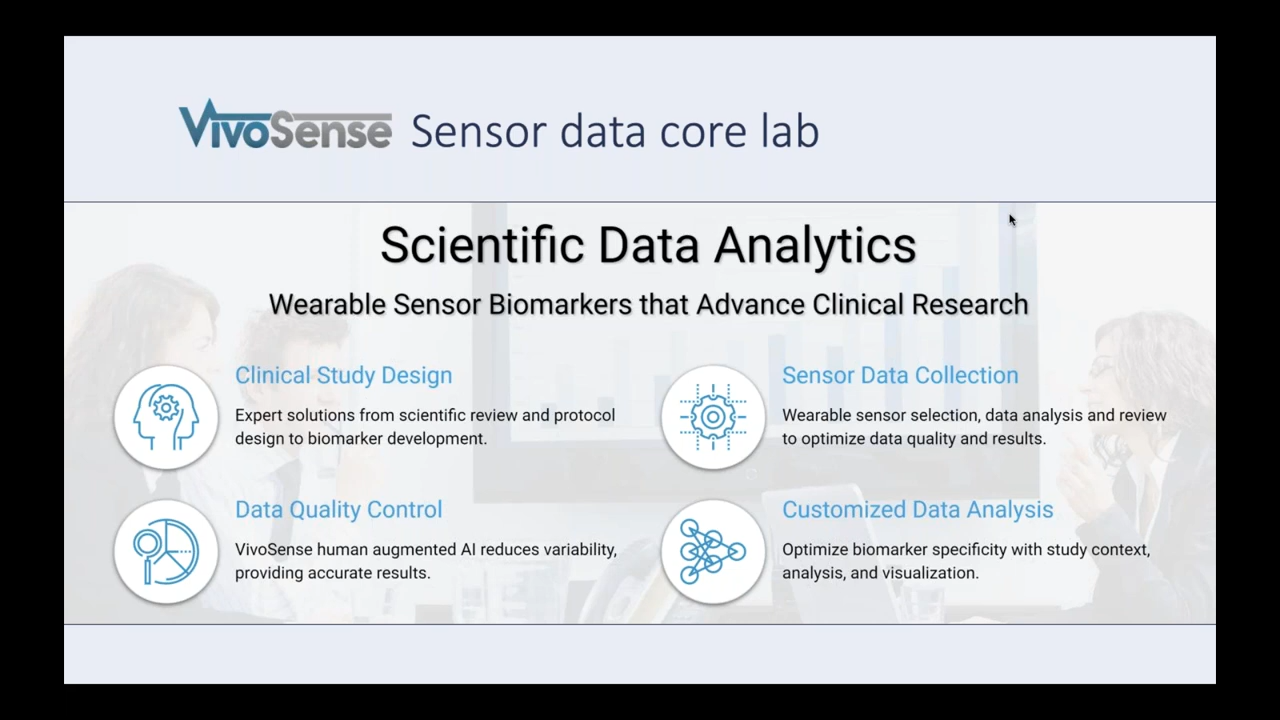 VivoSense Sensor data core lab
Scientific Data Analytics
Wearable Sensor Biomarkers that Advance Clinical Research
Clinical Study Design
Expert solutions from scientific review and protocol
design to biomarker development.
Sensor Data Collection
Wearable sensor selection, data analysis and review
to optimize data quality and results.
Data Quality Control
VivoSense human augmented AI reduces variability,
providing accurate results.
Customized Data Analysis
Optimize biomarker specificity with study context,
analysis, and visualization.